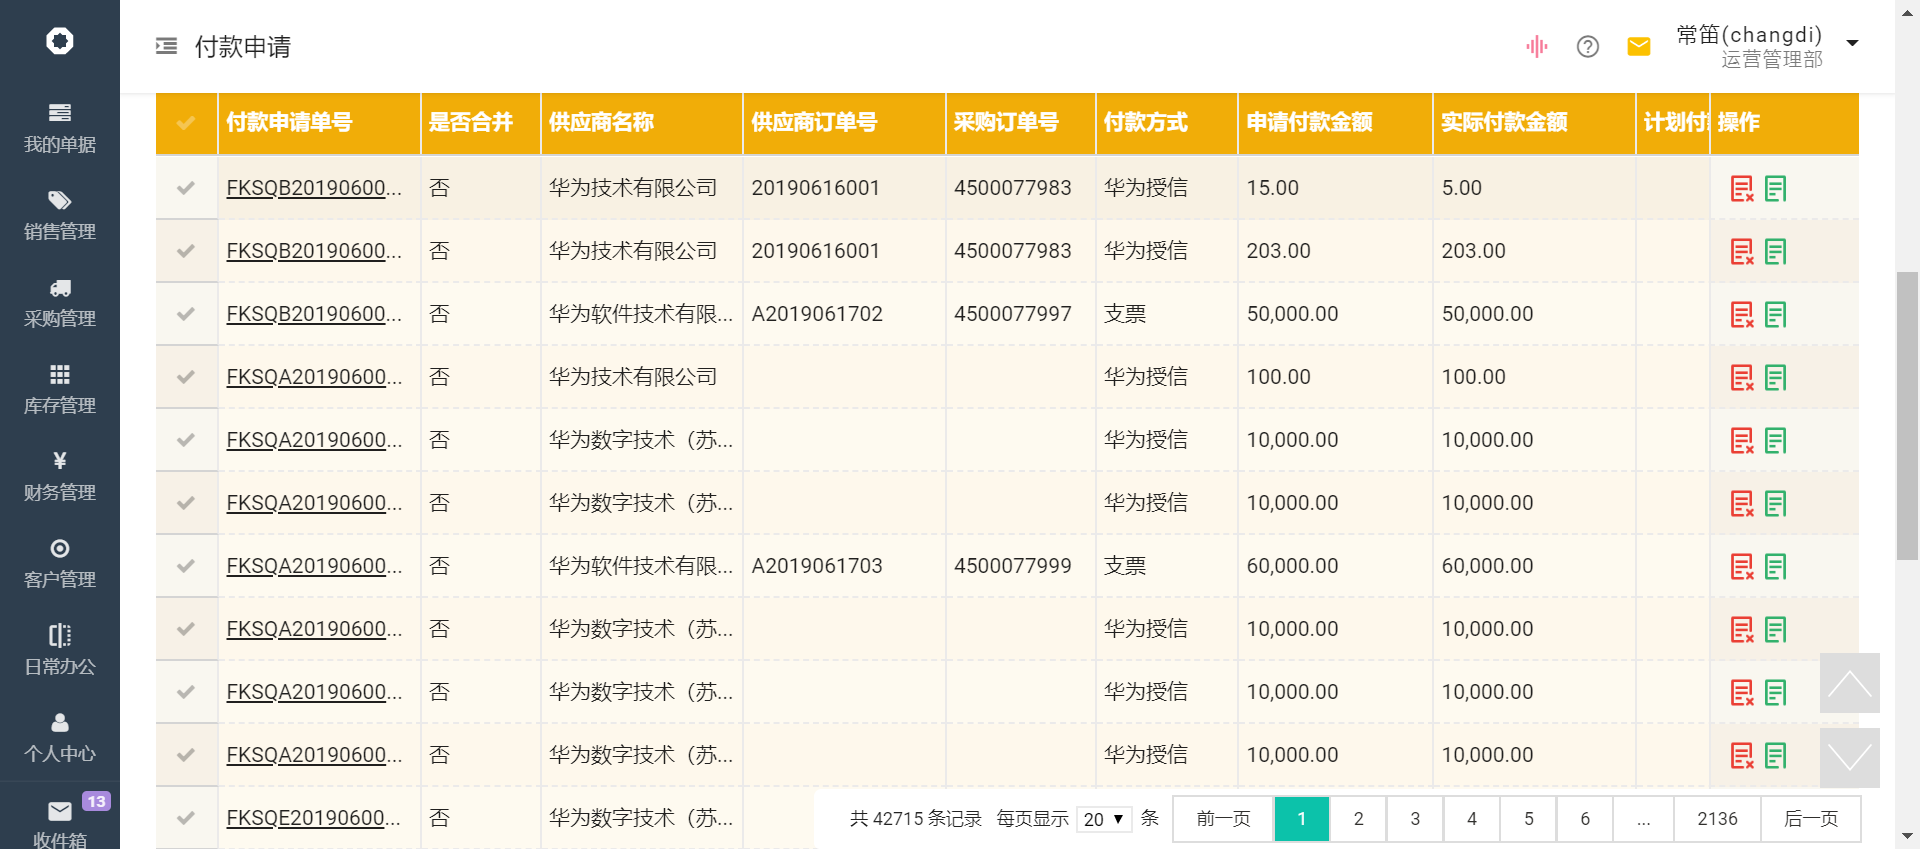 付款申请
常笛(changdi)
运营管理部
我的单据
销售管理
采购管理
库存管理
财务管理
客户管理
日常办公
个人中心
13
收件箱
付款申请单号 是否合并 供应商名称 供应商订单号 采购订单号 付款方式 申请付款金额 实际付款金额 计划付 操作
FKSQB20190600... 否 华为技术有限公司 20190616001 4500077983 华为授信 15.00 5.00
FKSQB20190600... 否 华为技术有限公司 20190616001 4500077983 华为授信 203.00 203.00
FKSQB20190600... 否 华为软件技术有限... A2019061702 4500077997 支票 50,000.00 50,000.00
FKSQA20190600... 否 华为技术有限公司 华为授信 100.00 100.00
FKSQA20190600... 否 华为数字技术（苏... 华为授信 10,000.00 10,000.00
FKSQA20190600... 否 华为数字技术（苏... 华为授信 10,000.00 10,000.00
FKSQA20190600... 否 华为软件技术有限... A2019061703 4500077999 支票 60,000.00 60,000.00
FKSQA20190600... 否 华为数字技术（苏... 华为授信 10,000.00 10,000.00
FKSQA20190600... 否 华为数字技术（苏... 华为授信 10,000.00 10,000.00
FKSQA20190600... 否 华为数字技术（苏... 华为授信 10,000.00 10,000.00
FKSQE20190600... 否 华为数字技术（苏...
共 42715 条记录 每页显示 20 条 前一页 1 2 3 4 5 6 ... 2136 后一页